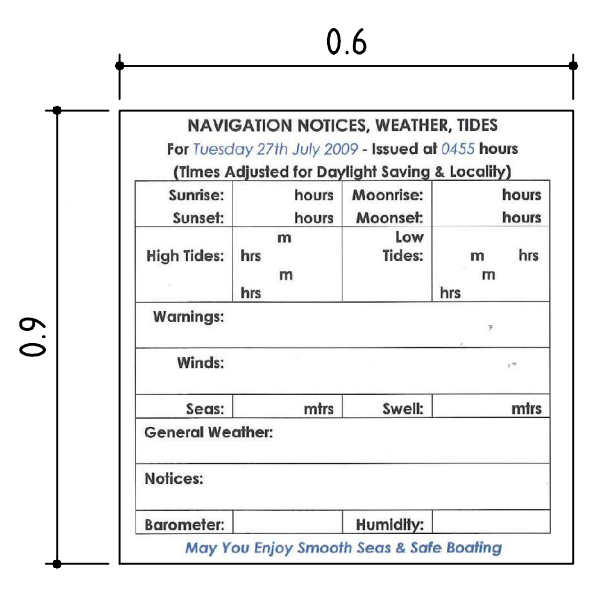 0.6
0.9
NAVIGATION NOTICES, WEATHER, TIDES
For Tuesday 27th July 2009 - Issued at 0455 hours
(Times Adjusted for Daylight Saving & Locality)
Sunrise: hours Moonrise: hours
Sunset: hours Moonset: hours
m Low
High Tides: hrs Tides: m hrs
m m
hrs hrs
Warnings:
Winds:
Seas: mtrs Swell: mtrs
General Weather:
Notices:
Barometer: Humidity:
May You Enjoy Smooth Seas & Safe Boating